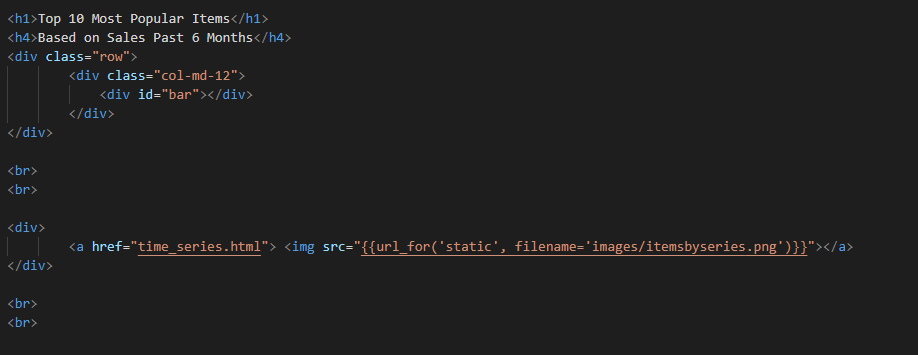 <h1>Top 10 Most Popular Items</h1>
<h4>Based on Sales Past 6 Months</h4>
<div class="row">
        <div class="col-md-12">
            <div id="bar"></div>
        </div>
</div>

<br>
<br>

<div>
        <a href="time_series.html"> <img src="{{url_for('static', filename='images/itemsbyseries.png')}}"></a>
</div>

<br>
<br>